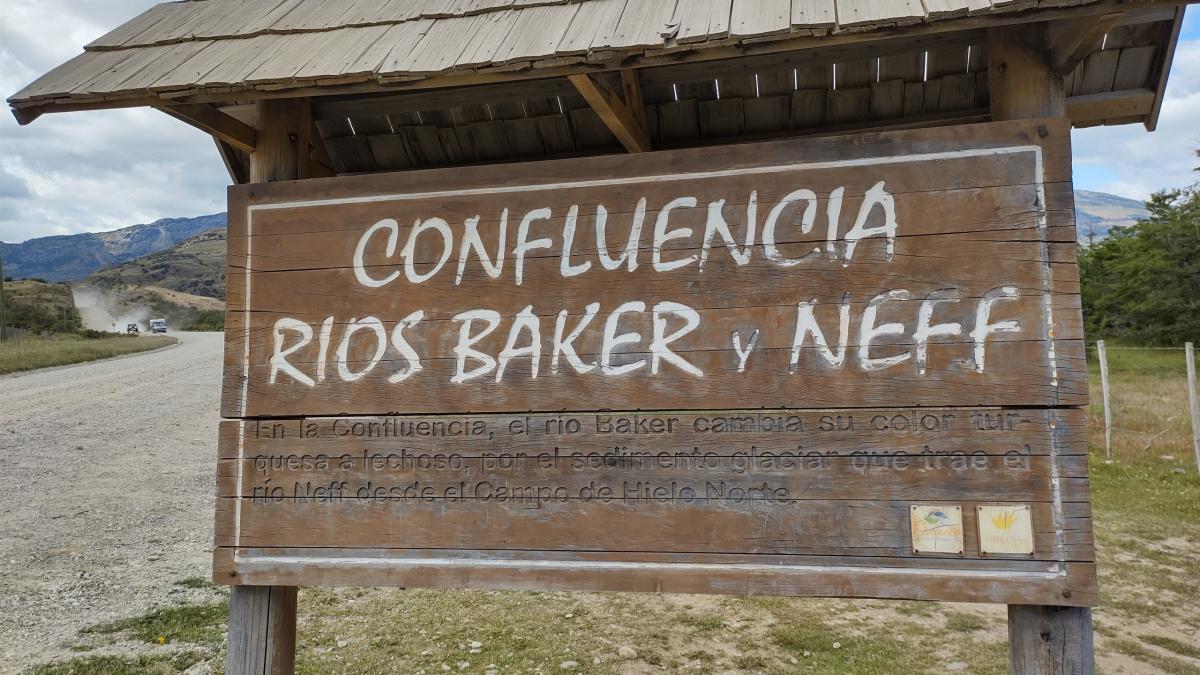 CONFLUENCIA
RIOS BAKER y NEFF
En la Confluencia, el río Baker cambia su color tur-
quesa a lechoso, por el sedimento glaciar que trae el
río Neff desde el Campo de Hielo Norte.